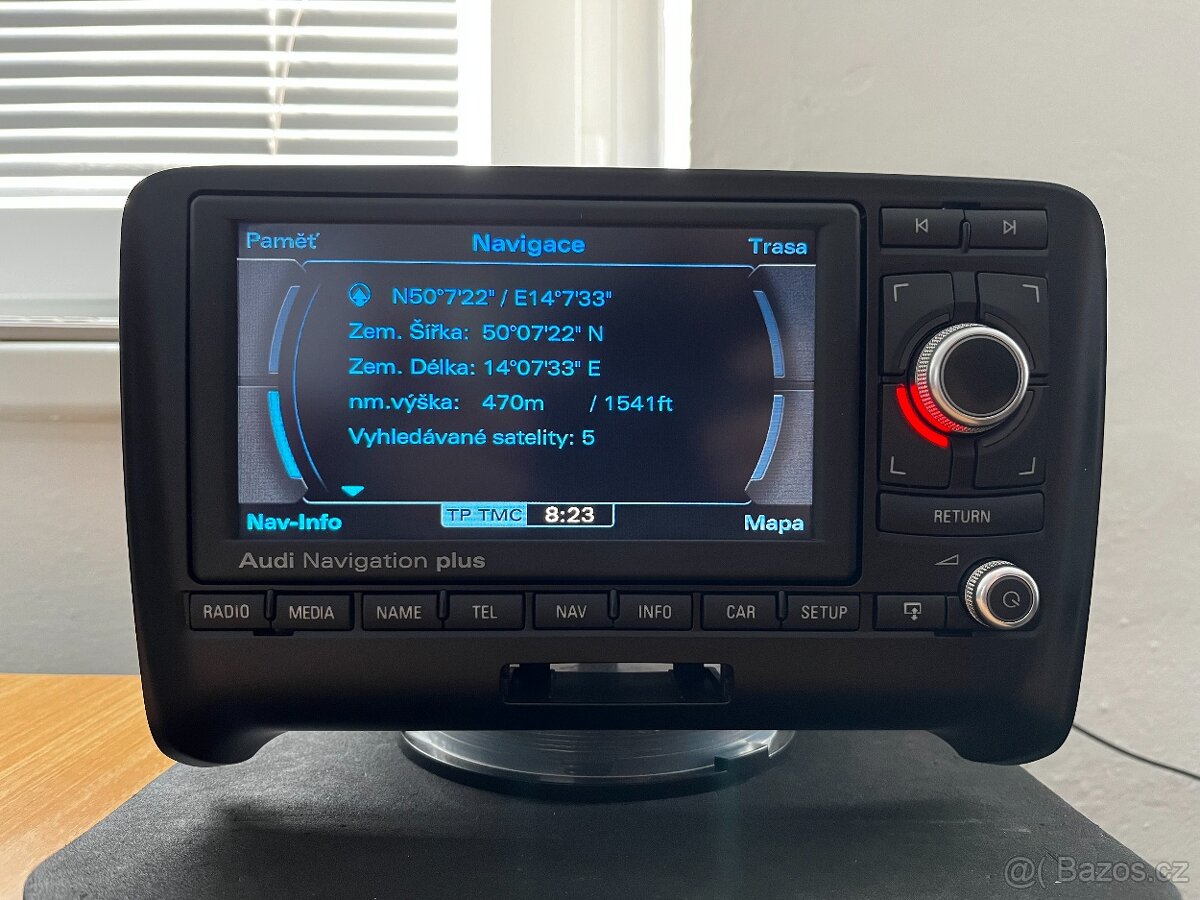 Paměť Navigace Trasa
N50°7'22" / E14°7'33"
Zem. Šířka: 50°07'22" N
Zem. Délka: 14°07'33" E
nm.výška: 470m / 1541ft
Vyhledávané satelity: 5
Nav-Info TP TMC 8:23 Mapa
Audi Navigation plus
RETURN
RADIO MEDIA NAME TEL NAV INFO CAR SETUP
@( Bazos.cz